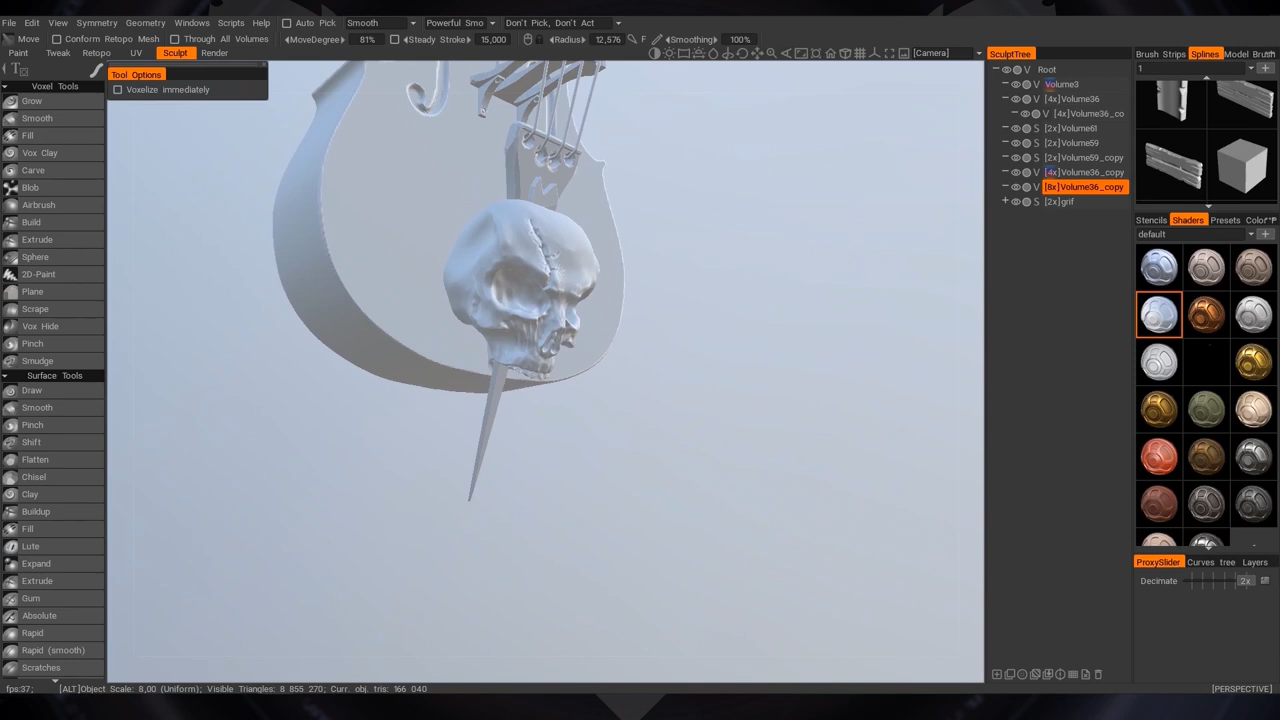 File Edit View Symmetry Geometry Windows Scripts Help Auto Pick Smooth Powerful Smo Don't Pick, Don't Act
Move Conform Retopo Mesh Through All Volumes MoveDegree 81% Steady Stroke 15,000 Radius 12,576 F Smoothing 100%
Paint Tweak Retopo UV Sculpt Render [Camera]
Tool Options
Voxelize immediately
Voxel Tools
Grow
Smooth
Fill
Vox Clay
Carve
Blob
Airbrush
Build
Extrude
Sphere
2D-Paint
Plane
Scrape
Vox Hide
Pinch
Smudge
Surface Tools
Draw
Smooth
Pinch
Shift
Flatten
Chisel
Clay
Buildup
Fill
Lute
Expand
Extrude
Gum
Absolute
Rapid
Rapid (smooth)
Scratches
SculptTree
V Root
V Volume3
V [4x]Volume36
V [4x]Volume36_co
S [2x]Volume61
S [2x]Volume59
S [2x]Volume59_copy
V [4x]Volume36_copy
V [8x]Volume36_copy
S [2x]grif
Brush Strips Splines Model Brush
1
Stencils Shaders Presets Color
default
ProxySlider Curves tree Layers
Decimate 2x
fps:37; [ALT]Object Scale: 8,00 (Uniform); Visible Triangles: 8 855 270; Curr. obj. tris: 166 040 [PERSPECTIVE]